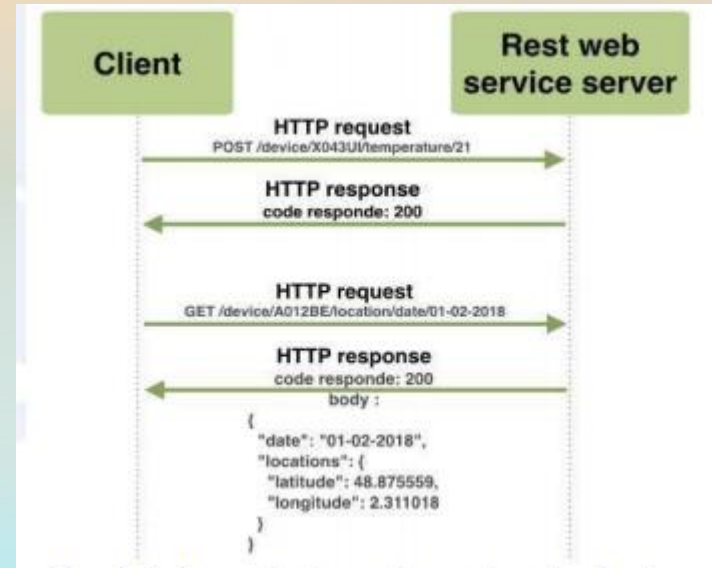 Client
Rest web
service server
HTTP request
POST /device/X043UI/temperature/21
HTTP response
code responde: 200
HTTP request
GET /device/A012BE/location/date/01-02-2018
HTTP response
code responde: 200
body :
{
"date": "01-02-2018",
"locations": {
"latitude": 48.875559,
"longitude": 2.311018
}
}